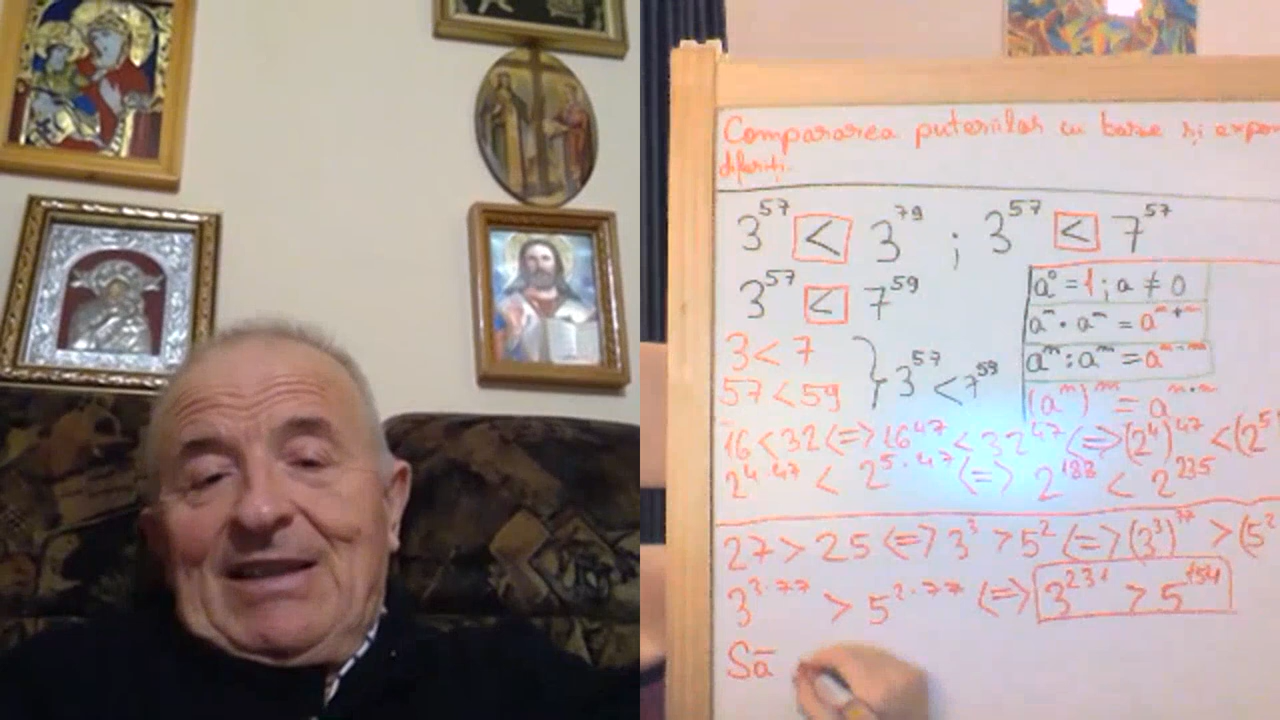 Compararea puterilor cu baze și expon
diferiți.
3^57 < 3^79 ; 3^57 < 7^57
3^57 < 7^59
3 < 7
57 < 59
} 3^57 < 7^59
a^0 = 1 ; a ≠ 0
a^n · a^m = a^(n+m)
a^m : a^n = a^(m-n)
(a^n)^m = a^(n·m)
16 < 32 <=> 16^47 < 32^47 <=> (2^4)^47 < (2^5
2^(4·47) < 2^(5·47) <=> 2^188 < 2^235
27 > 25 <=> 3^3 > 5^2 <=> (3^3)^77 > (5^2
3^(3·77) > 5^(2·77) <=> 3^231 > 5^154
Să